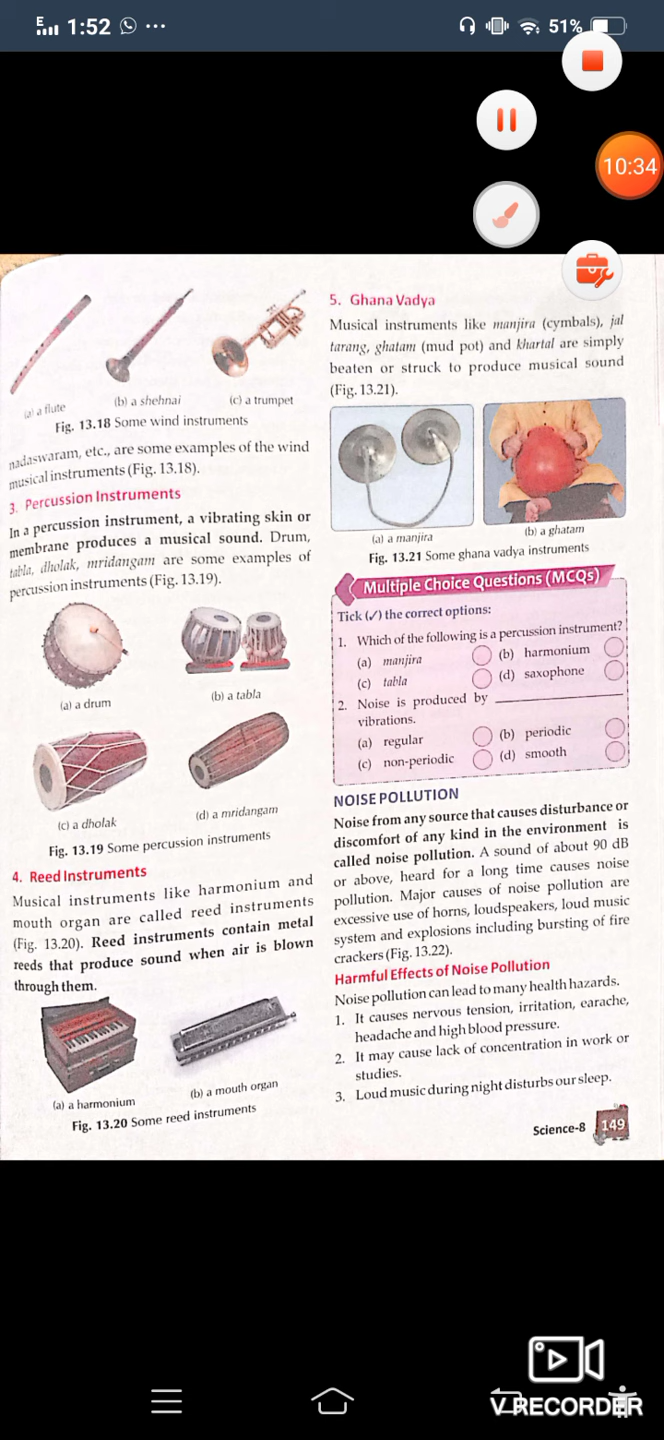 1:52
51%
10:34
(a) a flute
(b) a shehnai
(c) a trumpet
Fig. 13.18 Some wind instruments
nadaswaram, etc., are some examples of the wind
musical instruments (Fig. 13.18).
3. Percussion Instruments
In a percussion instrument, a vibrating skin or
membrane produces a musical sound. Drum,
tabla, dholak, mridangam are some examples of
percussion instruments (Fig. 13.19).
(a) a drum
(b) a tabla
(c) a dholak
(d) a mridangam
Fig. 13.19 Some percussion instruments
4. Reed Instruments
Musical instruments like harmonium and
mouth organ are called reed instruments
(Fig. 13.20). Reed instruments contain metal
reeds that produce sound when air is blown
through them.
(a) a harmonium
(b) a mouth organ
Fig. 13.20 Some reed instruments
5. Ghana Vadya
Musical instruments like manjira (cymbals), jal
tarang, ghatam (mud pot) and khartal are simply
beaten or struck to produce musical sound
(Fig. 13.21).
(a) a manjira
(b) a ghatam
Fig. 13.21 Some ghana vadya instruments
Multiple Choice Questions (MCQs)
Tick (✓) the correct options:
1. Which of the following is a percussion instrument?
(a) manjira (b) harmonium
(c) tabla (d) saxophone
2. Noise is produced by ________
vibrations.
(a) regular (b) periodic
(c) non-periodic (d) smooth
NOISE POLLUTION
Noise from any source that causes disturbance or
discomfort of any kind in the environment is
called noise pollution. A sound of about 90 dB
or above, heard for a long time causes noise
pollution. Major causes of noise pollution are
excessive use of horns, loudspeakers, loud music
system and explosions including bursting of fire
crackers (Fig. 13.22).
Harmful Effects of Noise Pollution
Noise pollution can lead to many health hazards.
1. It causes nervous tension, irritation, earache,
headache and high blood pressure.
2. It may cause lack of concentration in work or
studies.
3. Loud music during night disturbs our sleep.
Science-8 149
V RECORDER